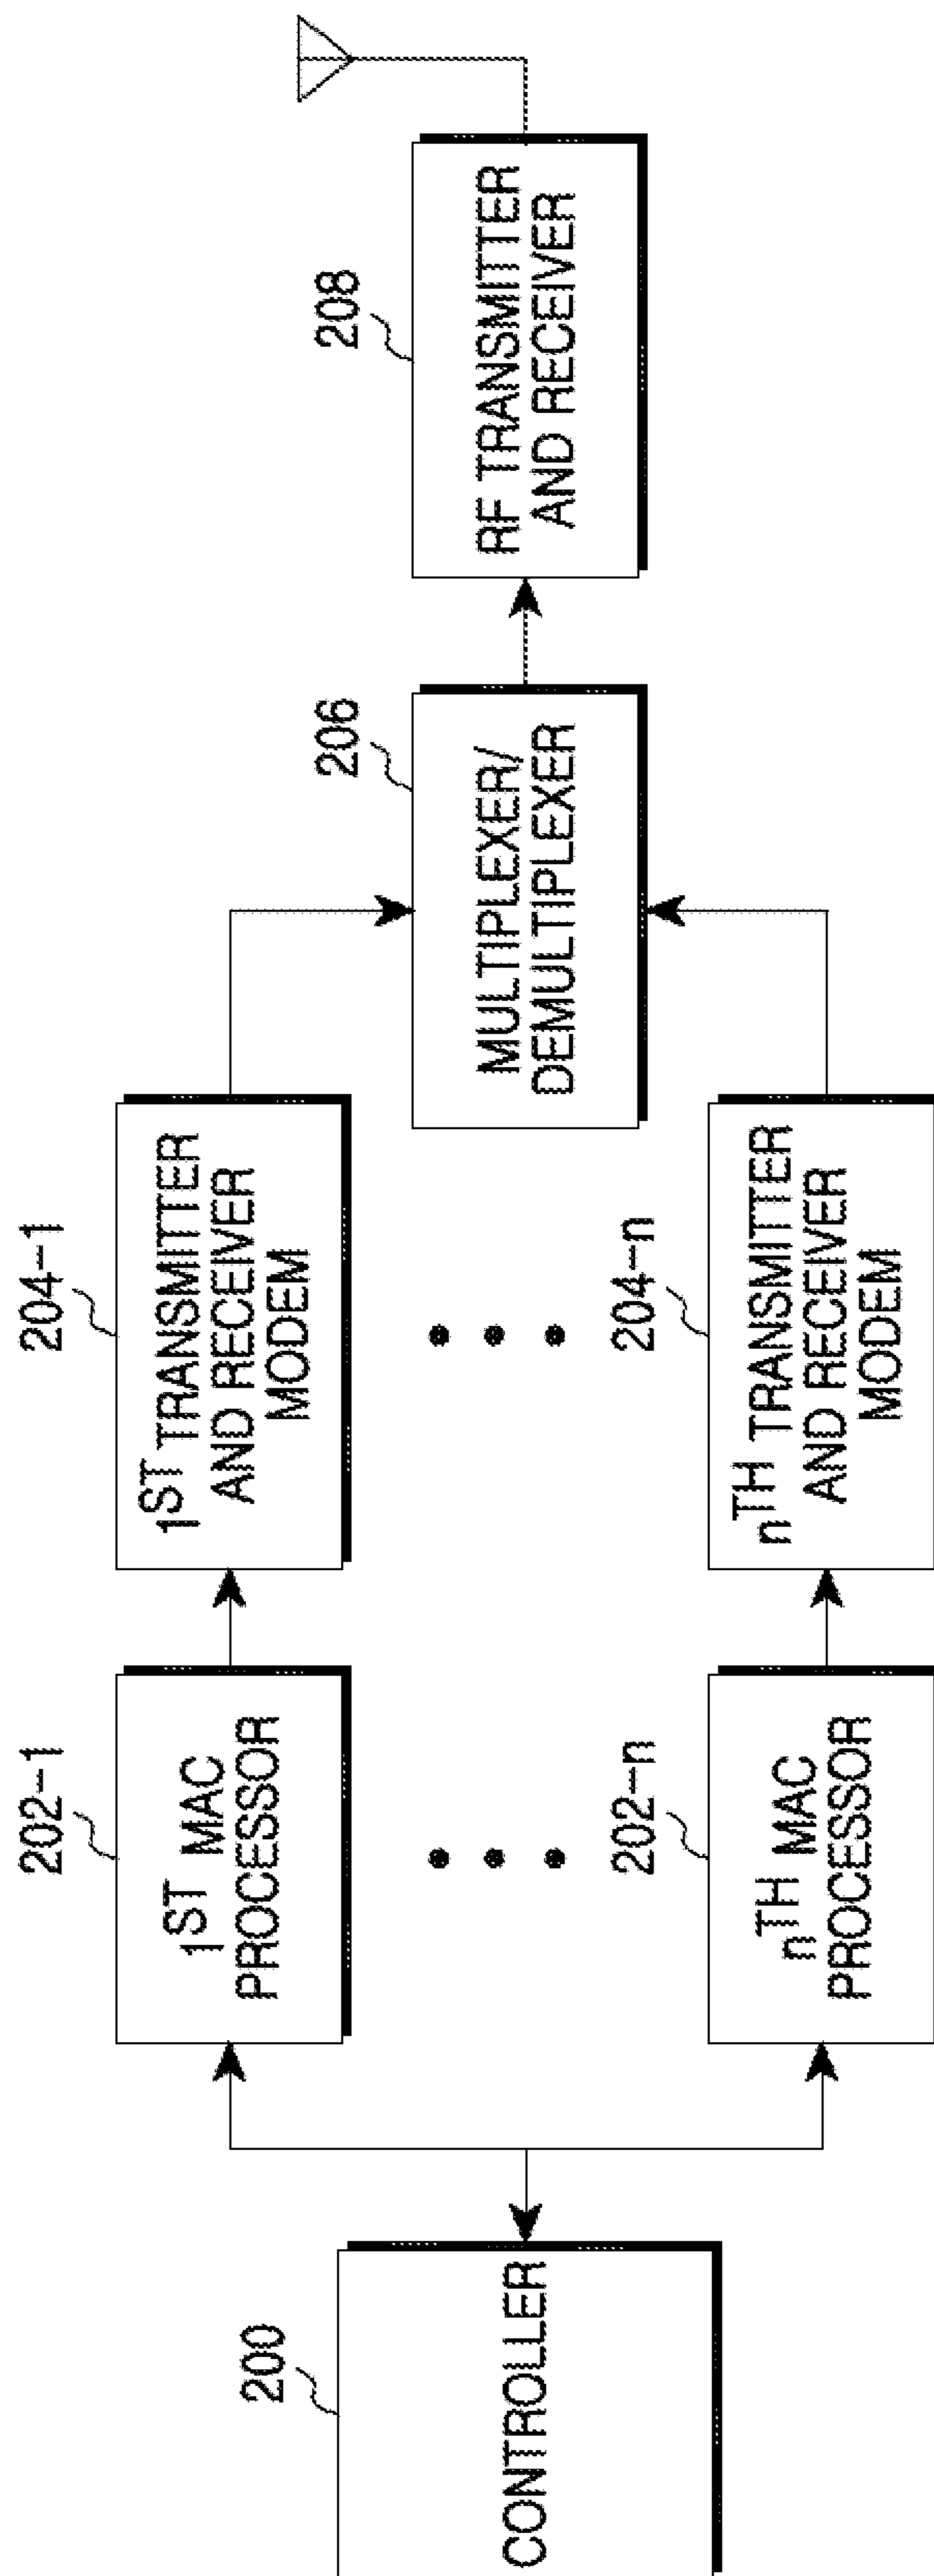 200
CONTROLLER
202-1
1ST MAC
PROCESSOR
202-n
nTH MAC
PROCESSOR
204-1
1ST TRANSMITTER
AND RECEIVER
MODEM
204-n
nTH TRANSMITTER
AND RECEIVER
MODEM
206
MULTIPLEXER/
DEMULTIPLEXER
208
RF TRANSMITTER
AND RECEIVER